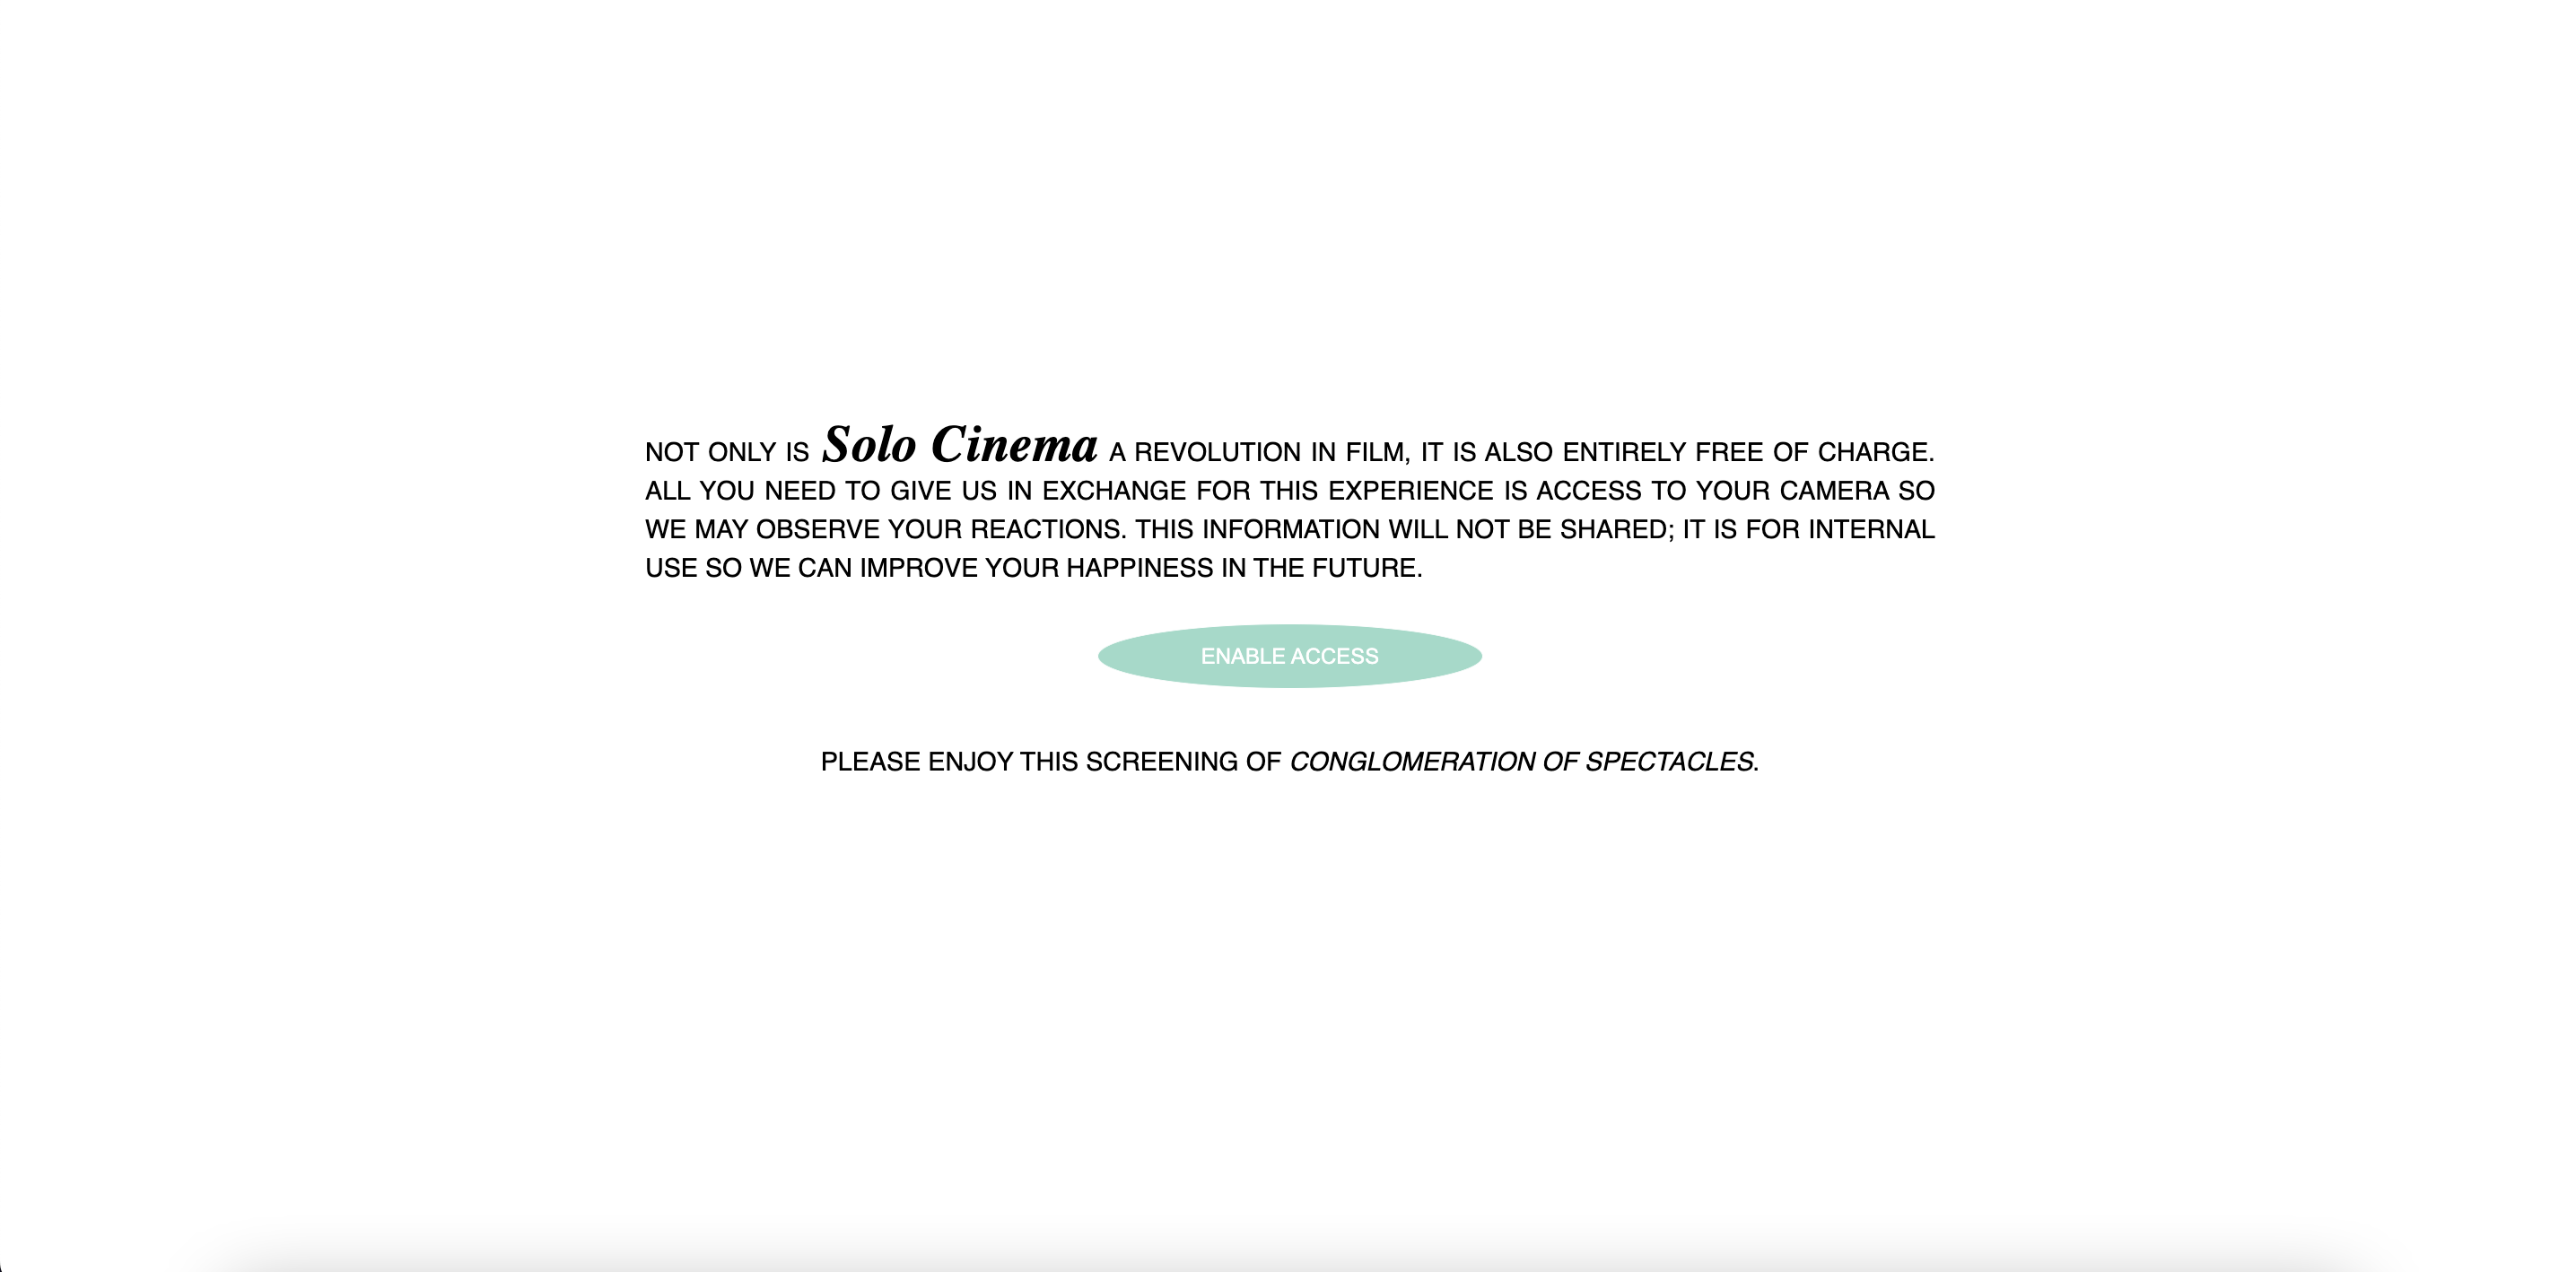 NOT ONLY IS Solo Cinema A REVOLUTION IN FILM, IT IS ALSO ENTIRELY FREE OF CHARGE.
ALL YOU NEED TO GIVE US IN EXCHANGE FOR THIS EXPERIENCE IS ACCESS TO YOUR CAMERA SO
WE MAY OBSERVE YOUR REACTIONS. THIS INFORMATION WILL NOT BE SHARED; IT IS FOR INTERNAL
USE SO WE CAN IMPROVE YOUR HAPPINESS IN THE FUTURE.
ENABLE ACCESS
PLEASE ENJOY THIS SCREENING OF CONGLOMERATION OF SPECTACLES.